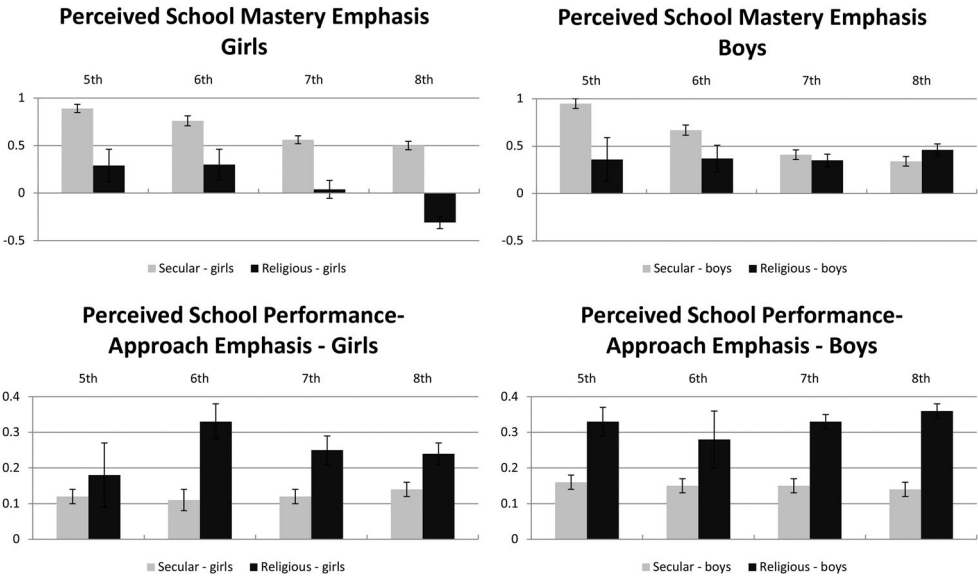 Perceived School Mastery Emphasis
Girls
5th 6th 7th 8th
1
0.5
0
-0.5
Secular - girls Religious - girls
Perceived School Mastery Emphasis
Boys
5th 6th 7th 8th
1
0.5
0
-0.5
Secular - boys Religious - boys
Perceived School Performance-
Approach Emphasis - Girls
5th 6th 7th 8th
0.4
0.3
0.2
0.1
0
Secular - girls Religious - girls
Perceived School Performance-
Approach Emphasis - Boys
5th 6th 7th 8th
0.4
0.3
0.2
0.1
0
Secular - boys Religious - boys